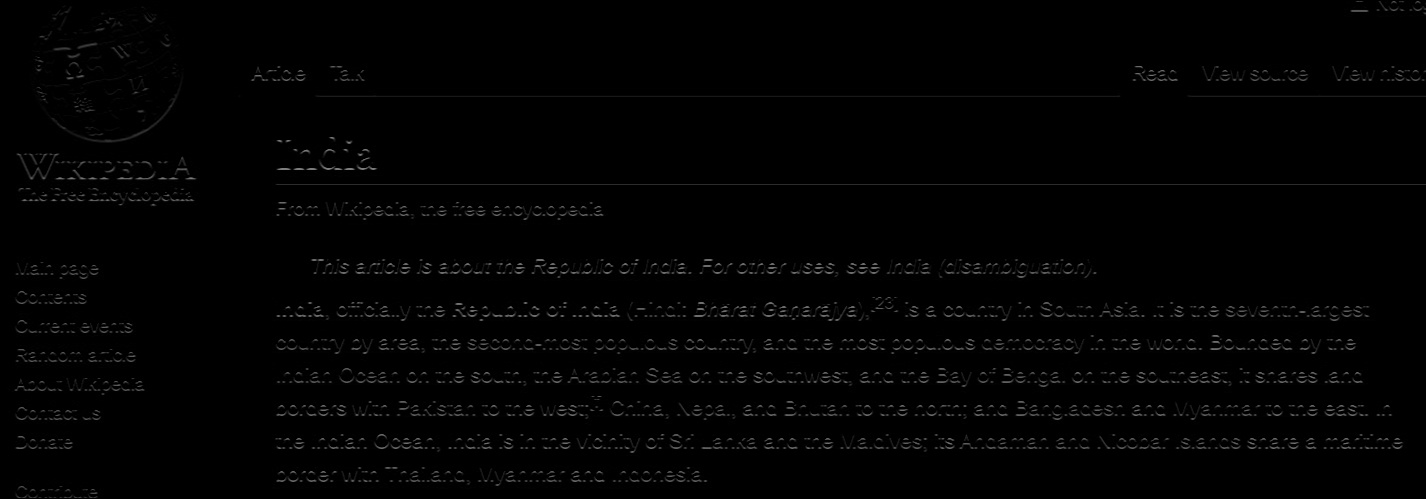 Not log
Article Talk Read View source View histor
WIKIPEDIA
The Free Encyclopedia
India
From Wikipedia, the free encyclopedia
This article is about the Republic of India. For other uses, see India (disambiguation).
India, officially the Republic of India (Hindi: Bhārat Gaṇarājya),[23] is a country in South Asia. It is the seventh-largest
country by area, the second-most populous country, and the most populous democracy in the world. Bounded by the
Indian Ocean on the south, the Arabian Sea on the southwest, and the Bay of Bengal on the southeast, it shares land
borders with Pakistan to the west;[f] China, Nepal, and Bhutan to the north; and Bangladesh and Myanmar to the east. In
the Indian Ocean, India is in the vicinity of Sri Lanka and the Maldives; its Andaman and Nicobar Islands share a maritime
border with Thailand, Myanmar and Indonesia.
Main page
Contents
Current events
Random article
About Wikipedia
Contact us
Donate
Contribute